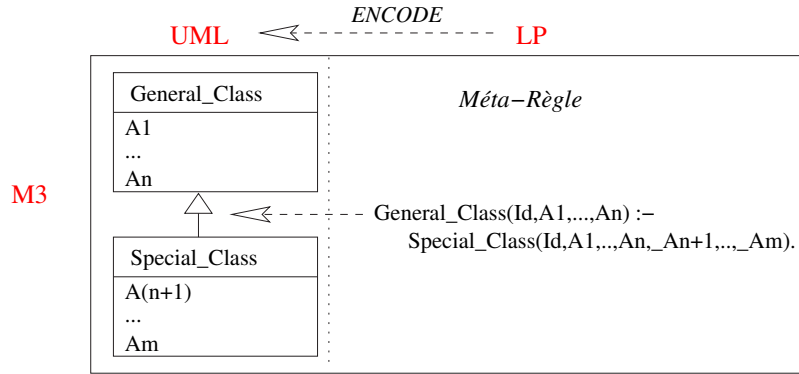 ENCODE
UML
LP
General_Class
A1
...
An
Méta−Règle
M3
General_Class(Id,A1,...,An) :−
Special_Class(Id,A1,..,An,_An+1,..,_Am).
Special_Class
A(n+1)
...
Am